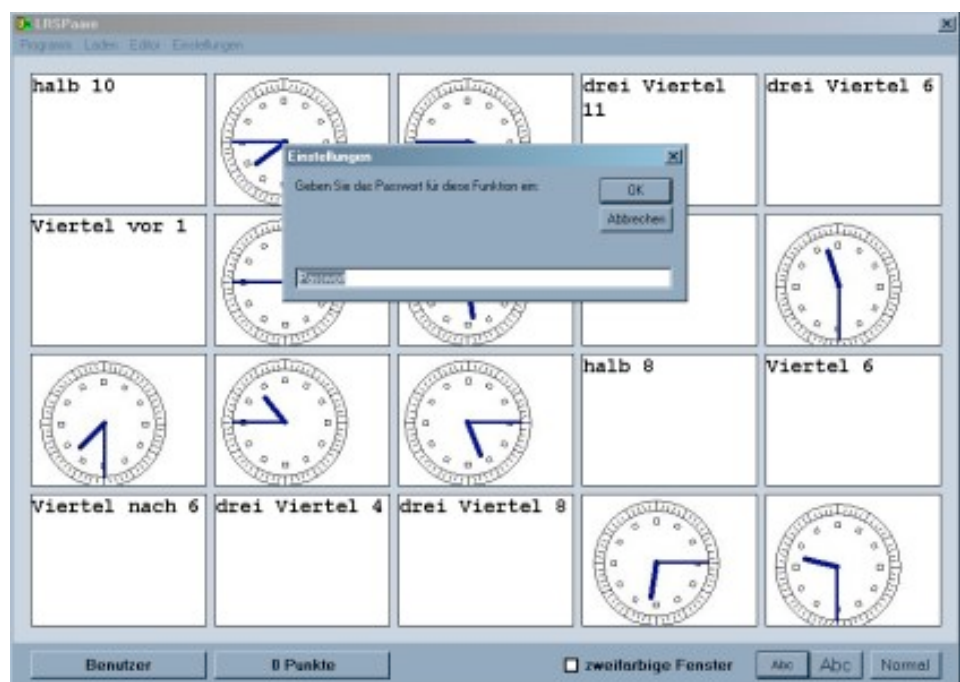 LRSPaare
Programm Laden Editor Einstellungen
halb 10
drei Viertel
11
drei Viertel 6
Einstellungen
Geben Sie das Passwort für diese Funktion ein:
OK
Abbrechen
Passwort
Viertel vor 1
halb 8
Viertel 6
Viertel nach 6
drei Viertel 4
drei Viertel 8
Benutzer
0 Punkte
zweifarbige Fenster
Abc
Abc
Normal